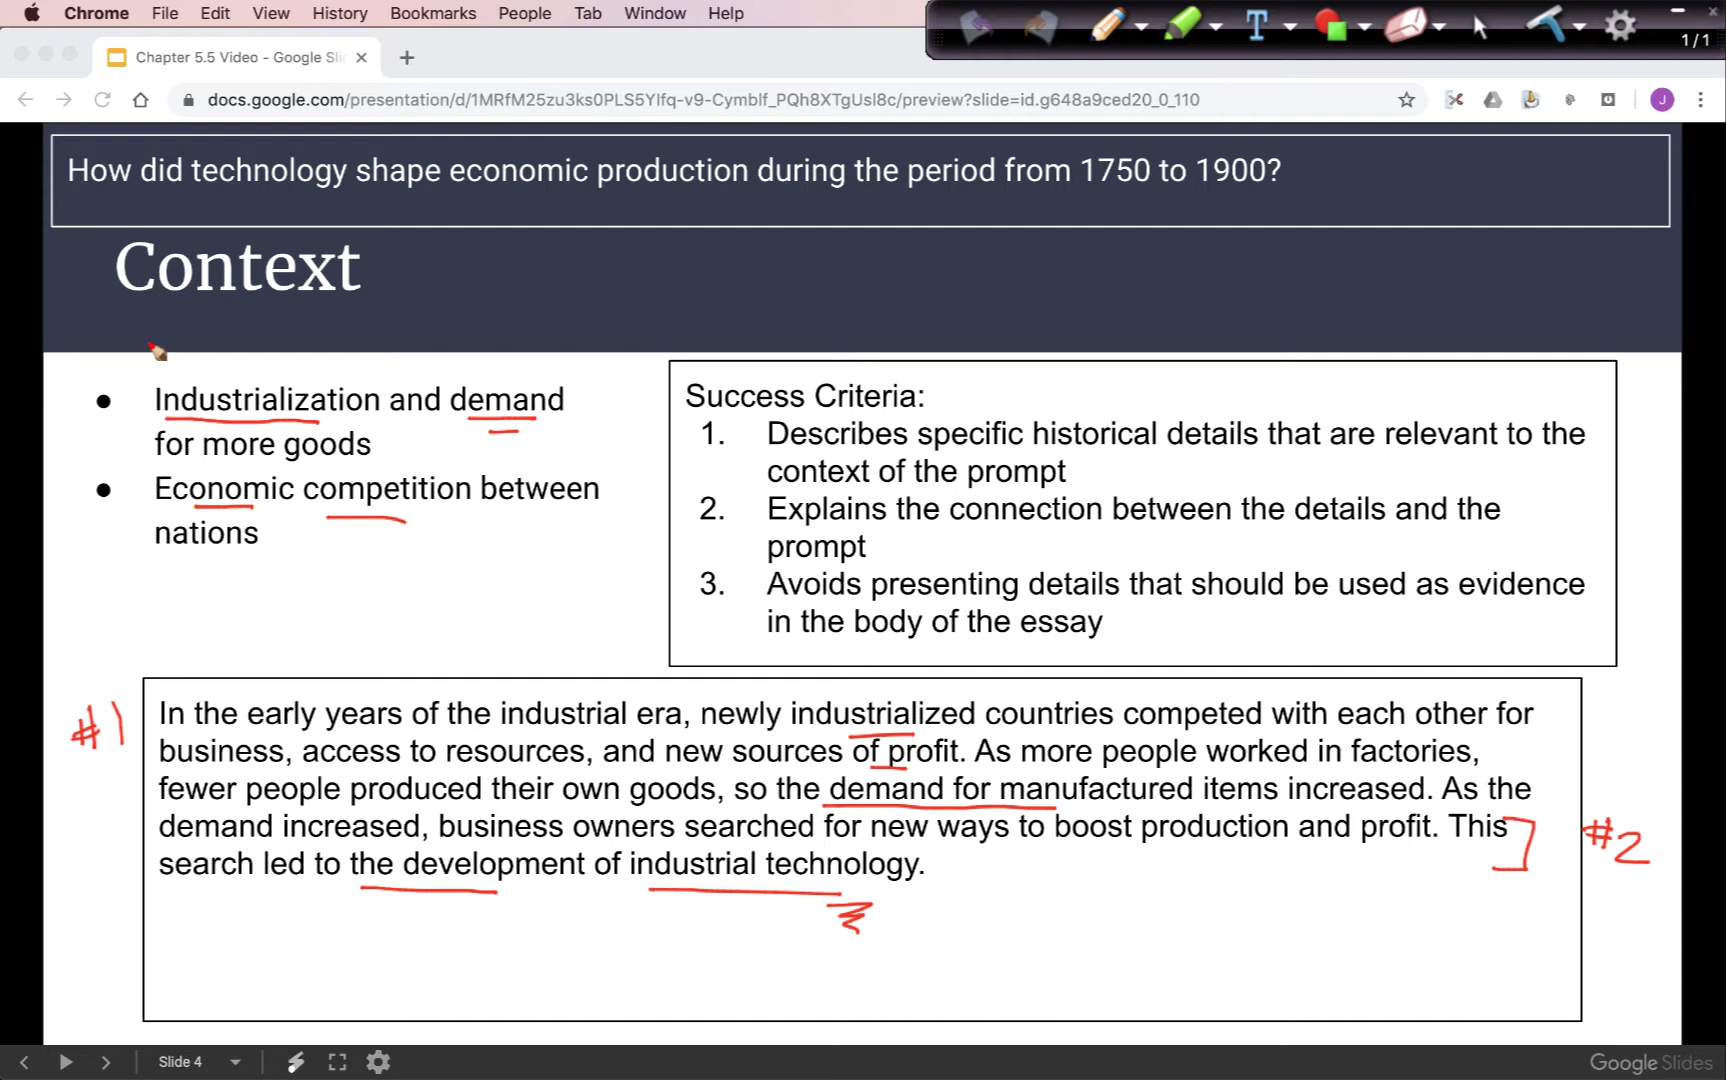 Chrome File Edit View History Bookmarks People Tab Window Help
T
1/1
Chapter 5.5 Video - Google Sli
docs.google.com/presentation/d/1MRfM25zu3ks0PLS5Ylfq-v9-Cymblf_PQh8XTgUsl8c/preview?slide=id.g648a9ced20_0_110
J
How did technology shape economic production during the period from 1750 to 1900?
Context
● Industrialization and demand
for more goods
● Economic competition between
nations
Success Criteria:
1. Describes specific historical details that are relevant to the
context of the prompt
2. Explains the connection between the details and the
prompt
3. Avoids presenting details that should be used as evidence
in the body of the essay
#1
In the early years of the industrial era, newly industrialized countries competed with each other for
business, access to resources, and new sources of profit. As more people worked in factories,
fewer people produced their own goods, so the demand for manufactured items increased. As the
demand increased, business owners searched for new ways to boost production and profit. This
search led to the development of industrial technology.
#2
Slide 4
Google Slides